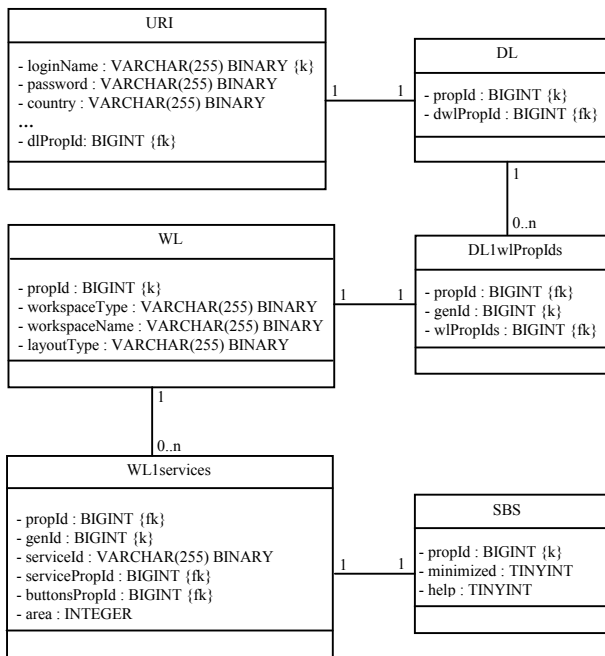 URI
- loginName : VARCHAR(255) BINARY {k}
- password : VARCHAR(255) BINARY
- country : VARCHAR(255) BINARY
...
- dlPropId: BIGINT {fk}
1
1
DL
- propId : BIGINT {k}
- dwlPropId : BIGINT {fk}
1
0..n
WL
- propId : BIGINT {k}
- workspaceType : VARCHAR(255) BINARY
- workspaceName : VARCHAR(255) BINARY
- layoutType : VARCHAR(255) BINARY
1
1
DL1wlPropIds
- propId : BIGINT {fk}
- genId : BIGINT {k}
- wlPropIds : BIGINT {fk}
1
0..n
WL1services
- propId : BIGINT {fk}
- genId : BIGINT {k}
- serviceId : VARCHAR(255) BINARY
- servicePropId : BIGINT {fk}
- buttonsPropId : BIGINT {fk}
- area : INTEGER
1
1
SBS
- propId : BIGINT {k}
- minimized : TINYINT
- help : TINYINT